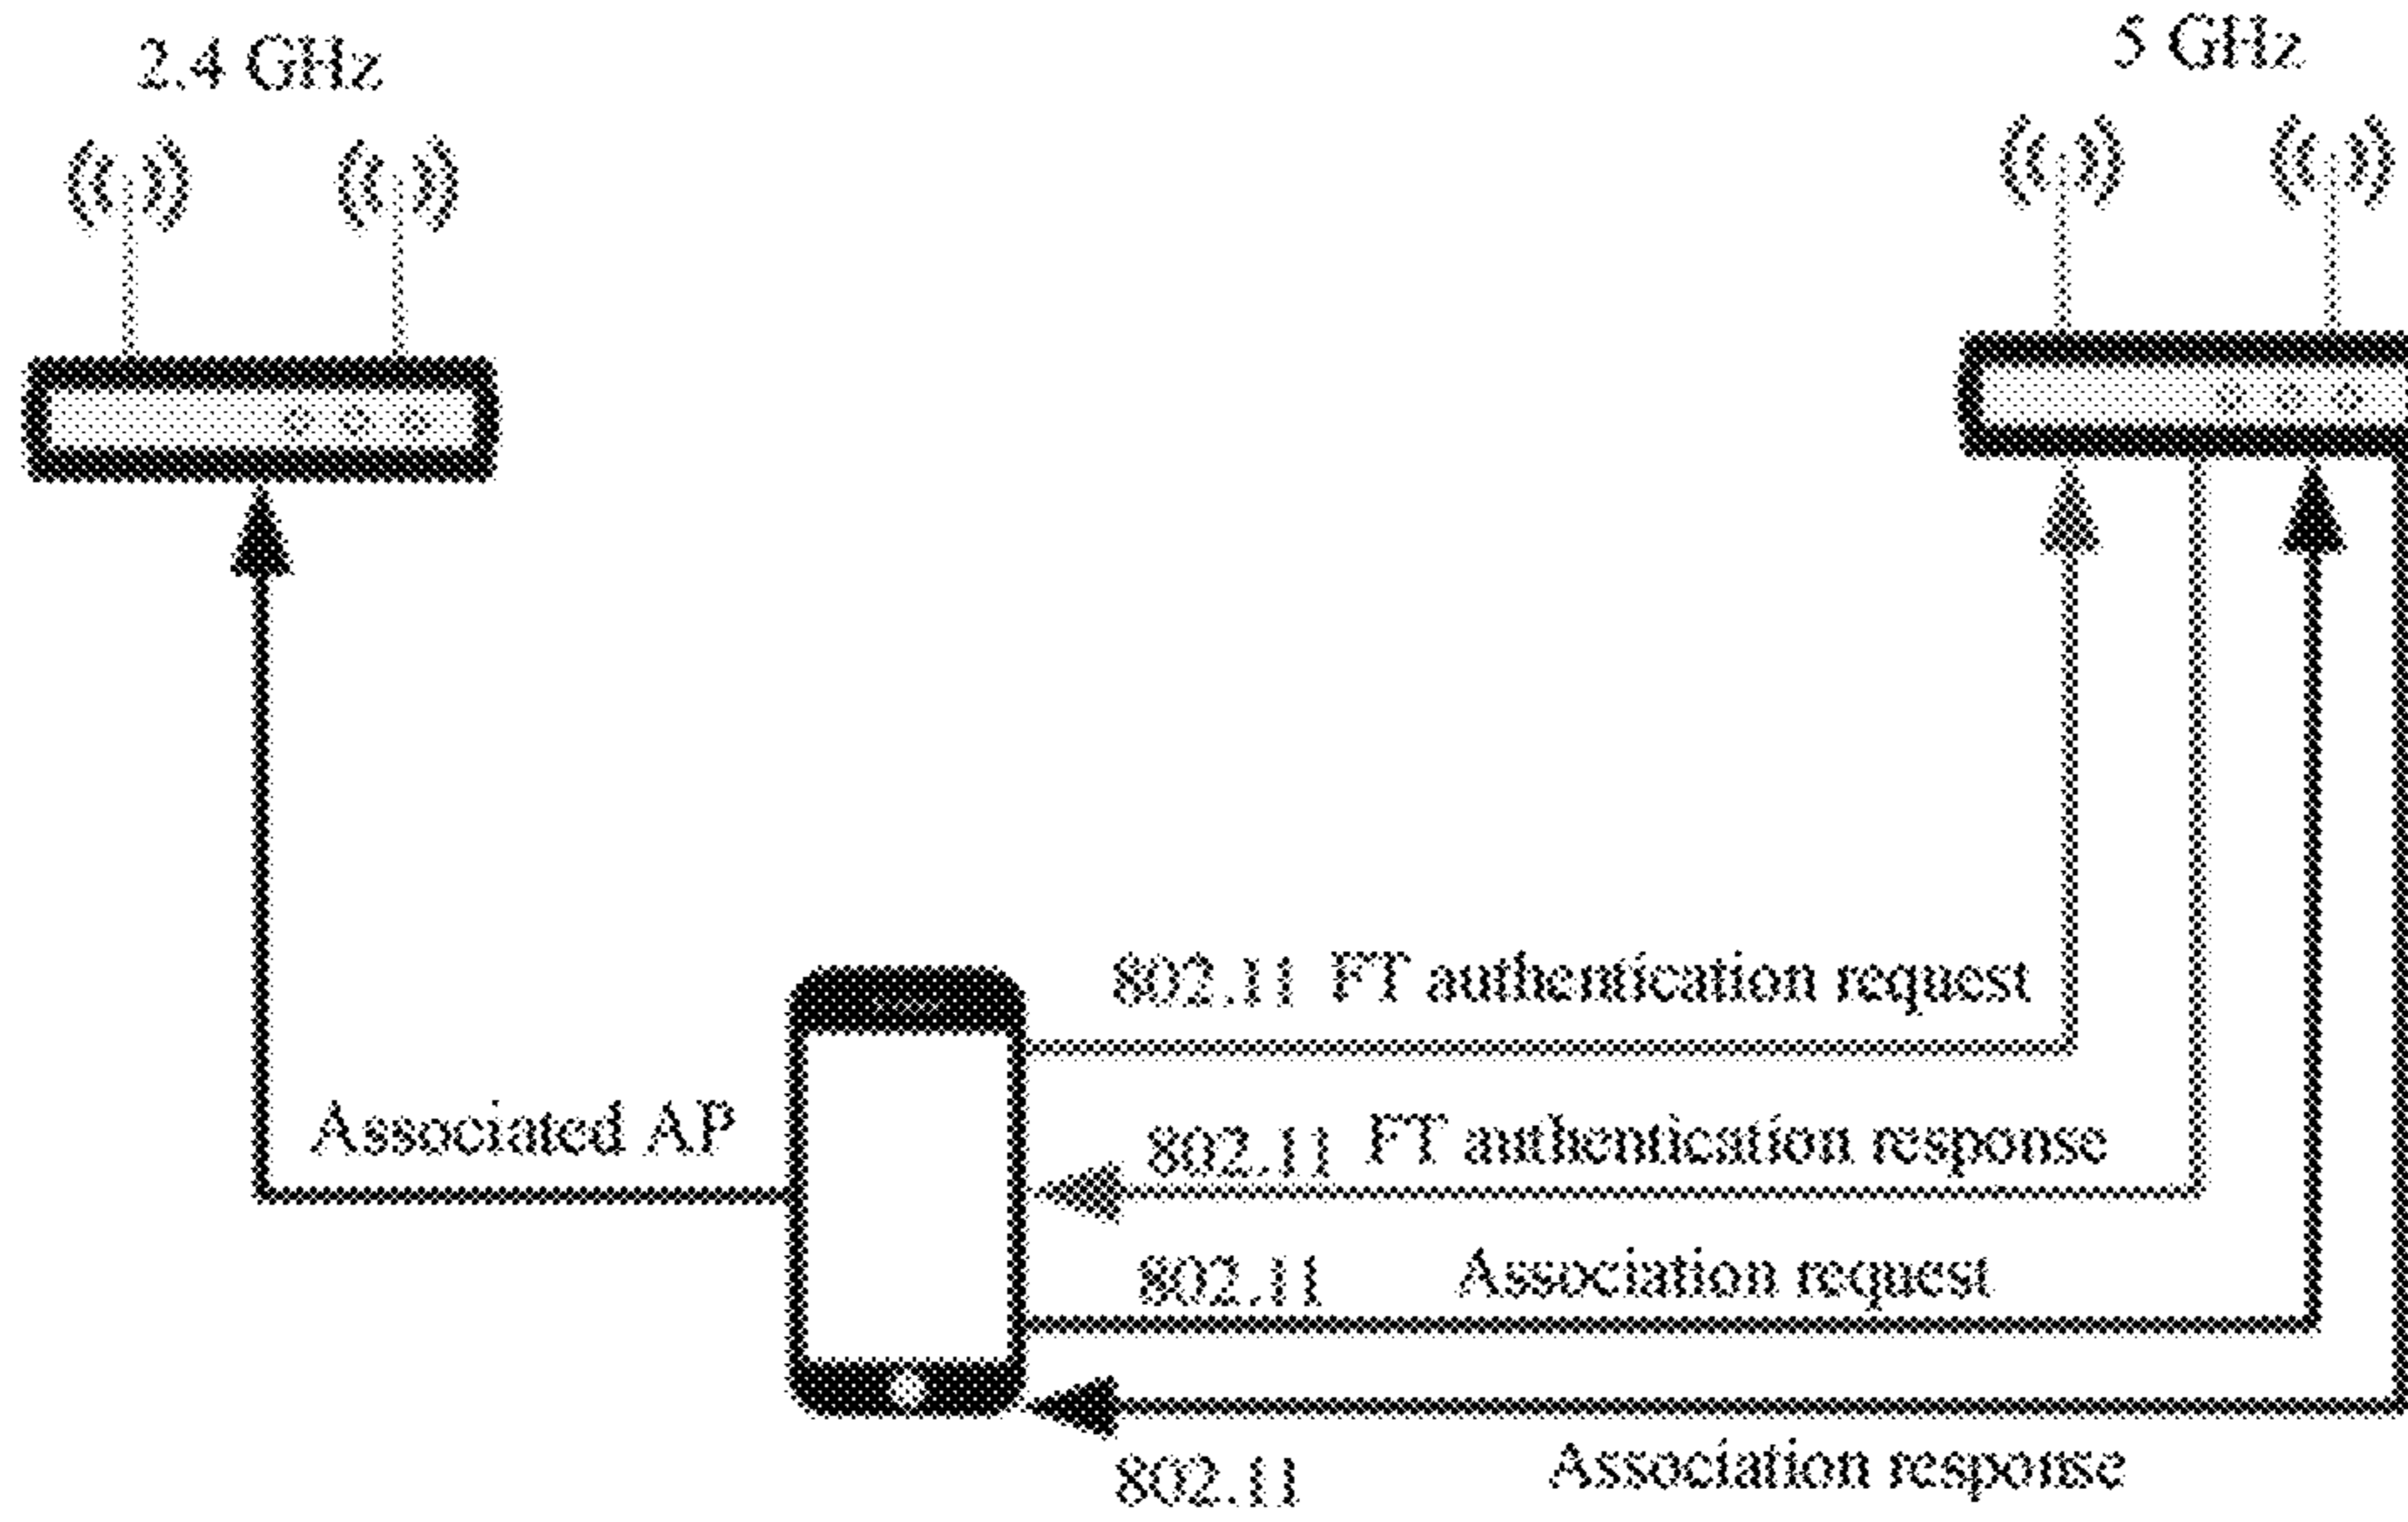 2.4 GHz
5 GHz
802.11 FT authentication request
Associated AP
802.11 FT authentication response
802.11 Association request
802.11 Association response